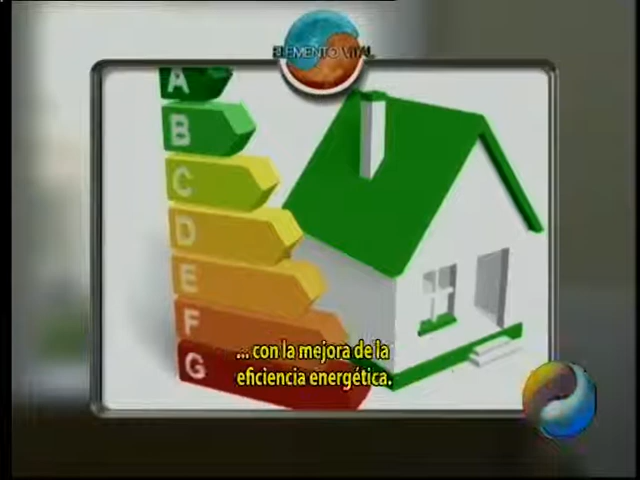 ELEMENTO VITAL
A
B
C
D
E
F
G
... con la mejora de la
eficiencia energética.